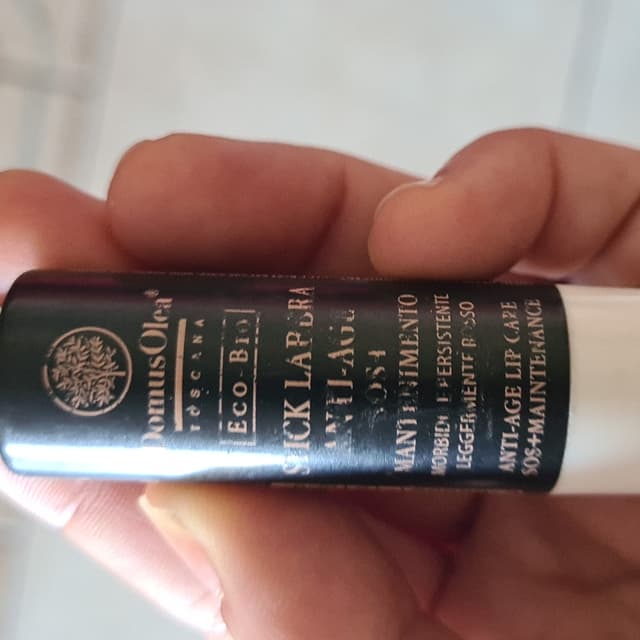 DomusOlea®
TOSCANA
ECO-BIO
STICK LABBRA
ANTI-AGE
SOS+
MANTENIMENTO
MORBIDO E PERSISTENTE
LEGGERMENTE ROSSO
ANTI-AGE LIP CARE
SOS+MAINTENANCE